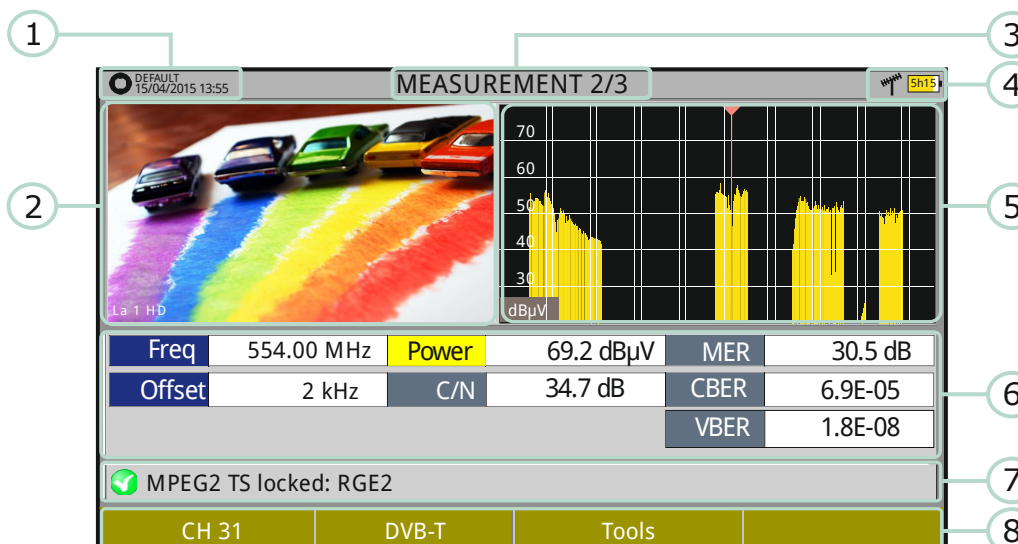 1
3
DEFAULT
15/04/2015 13:55
MEASUREMENT 2/3
5h15
4
2
La 1 HD
70
60
50
40
30
dBµV
5
Freq 554.00 MHz Power 69.2 dBµV MER 30.5 dB
Offset 2 kHz C/N 34.7 dB CBER 6.9E-05
VBER 1.8E-08
6
MPEG2 TS locked: RGE2
7
CH 31 DVB-T Tools
8